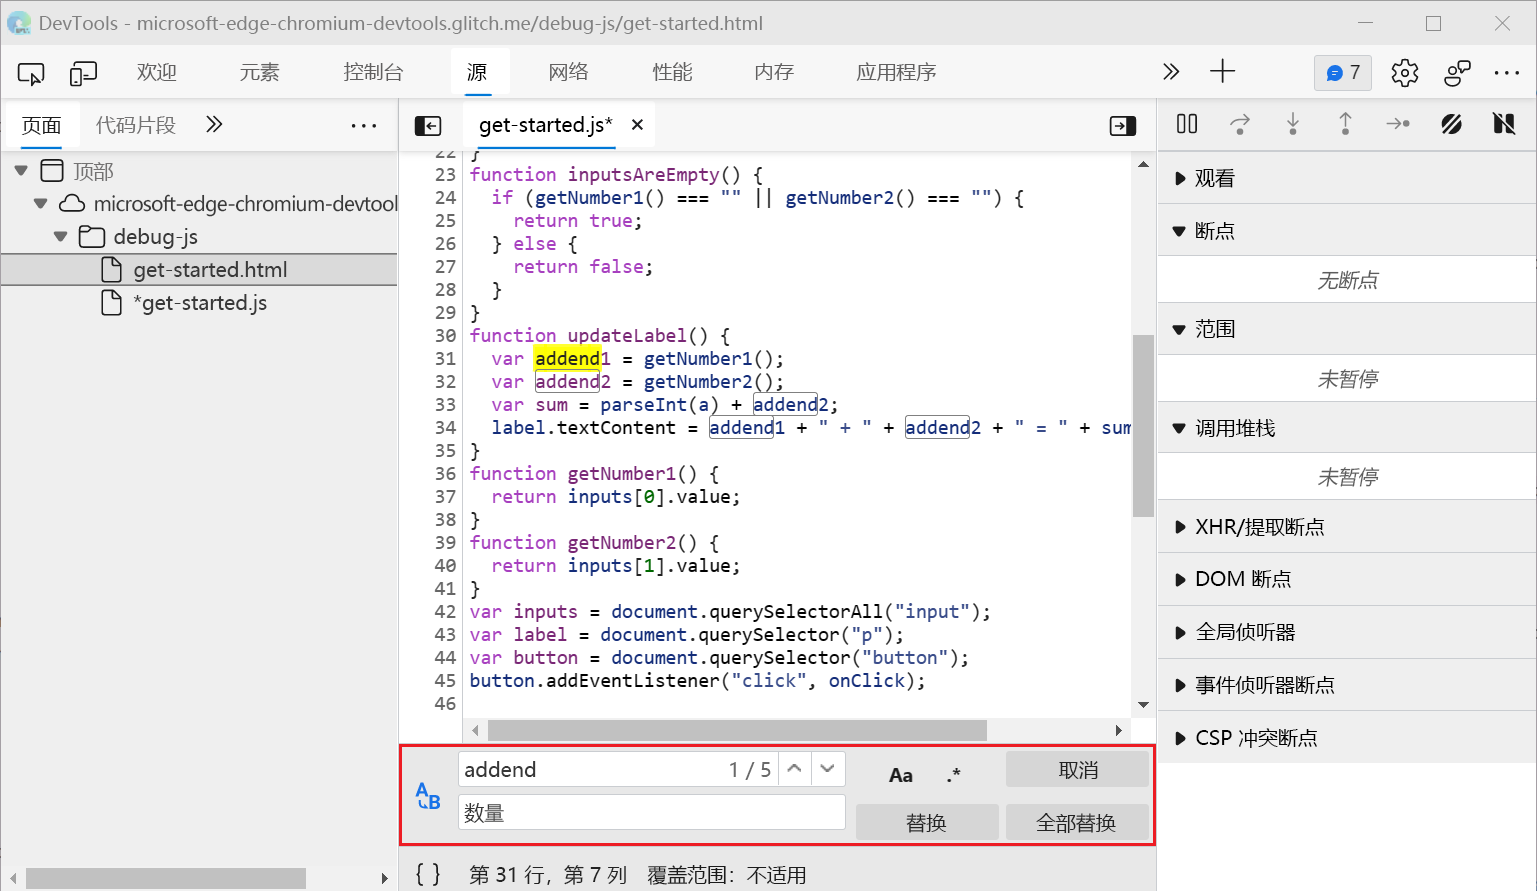 DevTools - microsoft-edge-chromium-devtools.glitch.me/debug-js/get-started.html
欢迎 元素 控制台 源 网络 性能 内存 应用程序 7
页面 代码片段
顶部
microsoft-edge-chromium-devtool
debug-js
get-started.html
*get-started.js
get-started.js*
22 }
23 function inputsAreEmpty() {
24   if (getNumber1() === "" || getNumber2() === "") {
25     return true;
26   } else {
27     return false;
28   }
29 }
30 function updateLabel() {
31   var addend1 = getNumber1();
32   var addend2 = getNumber2();
33   var sum = parseInt(a) + addend2;
34   label.textContent = addend1 + " + " + addend2 + " = " + sum
35 }
36 function getNumber1() {
37   return inputs[0].value;
38 }
39 function getNumber2() {
40   return inputs[1].value;
41 }
42 var inputs = document.querySelectorAll("input");
43 var label = document.querySelector("p");
44 var button = document.querySelector("button");
45 button.addEventListener("click", onClick);
46
addend 1 / 5 Aa .* 取消
AB
数量 替换 全部替换
{ } 第 31 行，第 7 列 覆盖范围：不适用
观看
断点
无断点
范围
未暂停
调用堆栈
未暂停
XHR/提取断点
DOM 断点
全局侦听器
事件侦听器断点
CSP 冲突断点